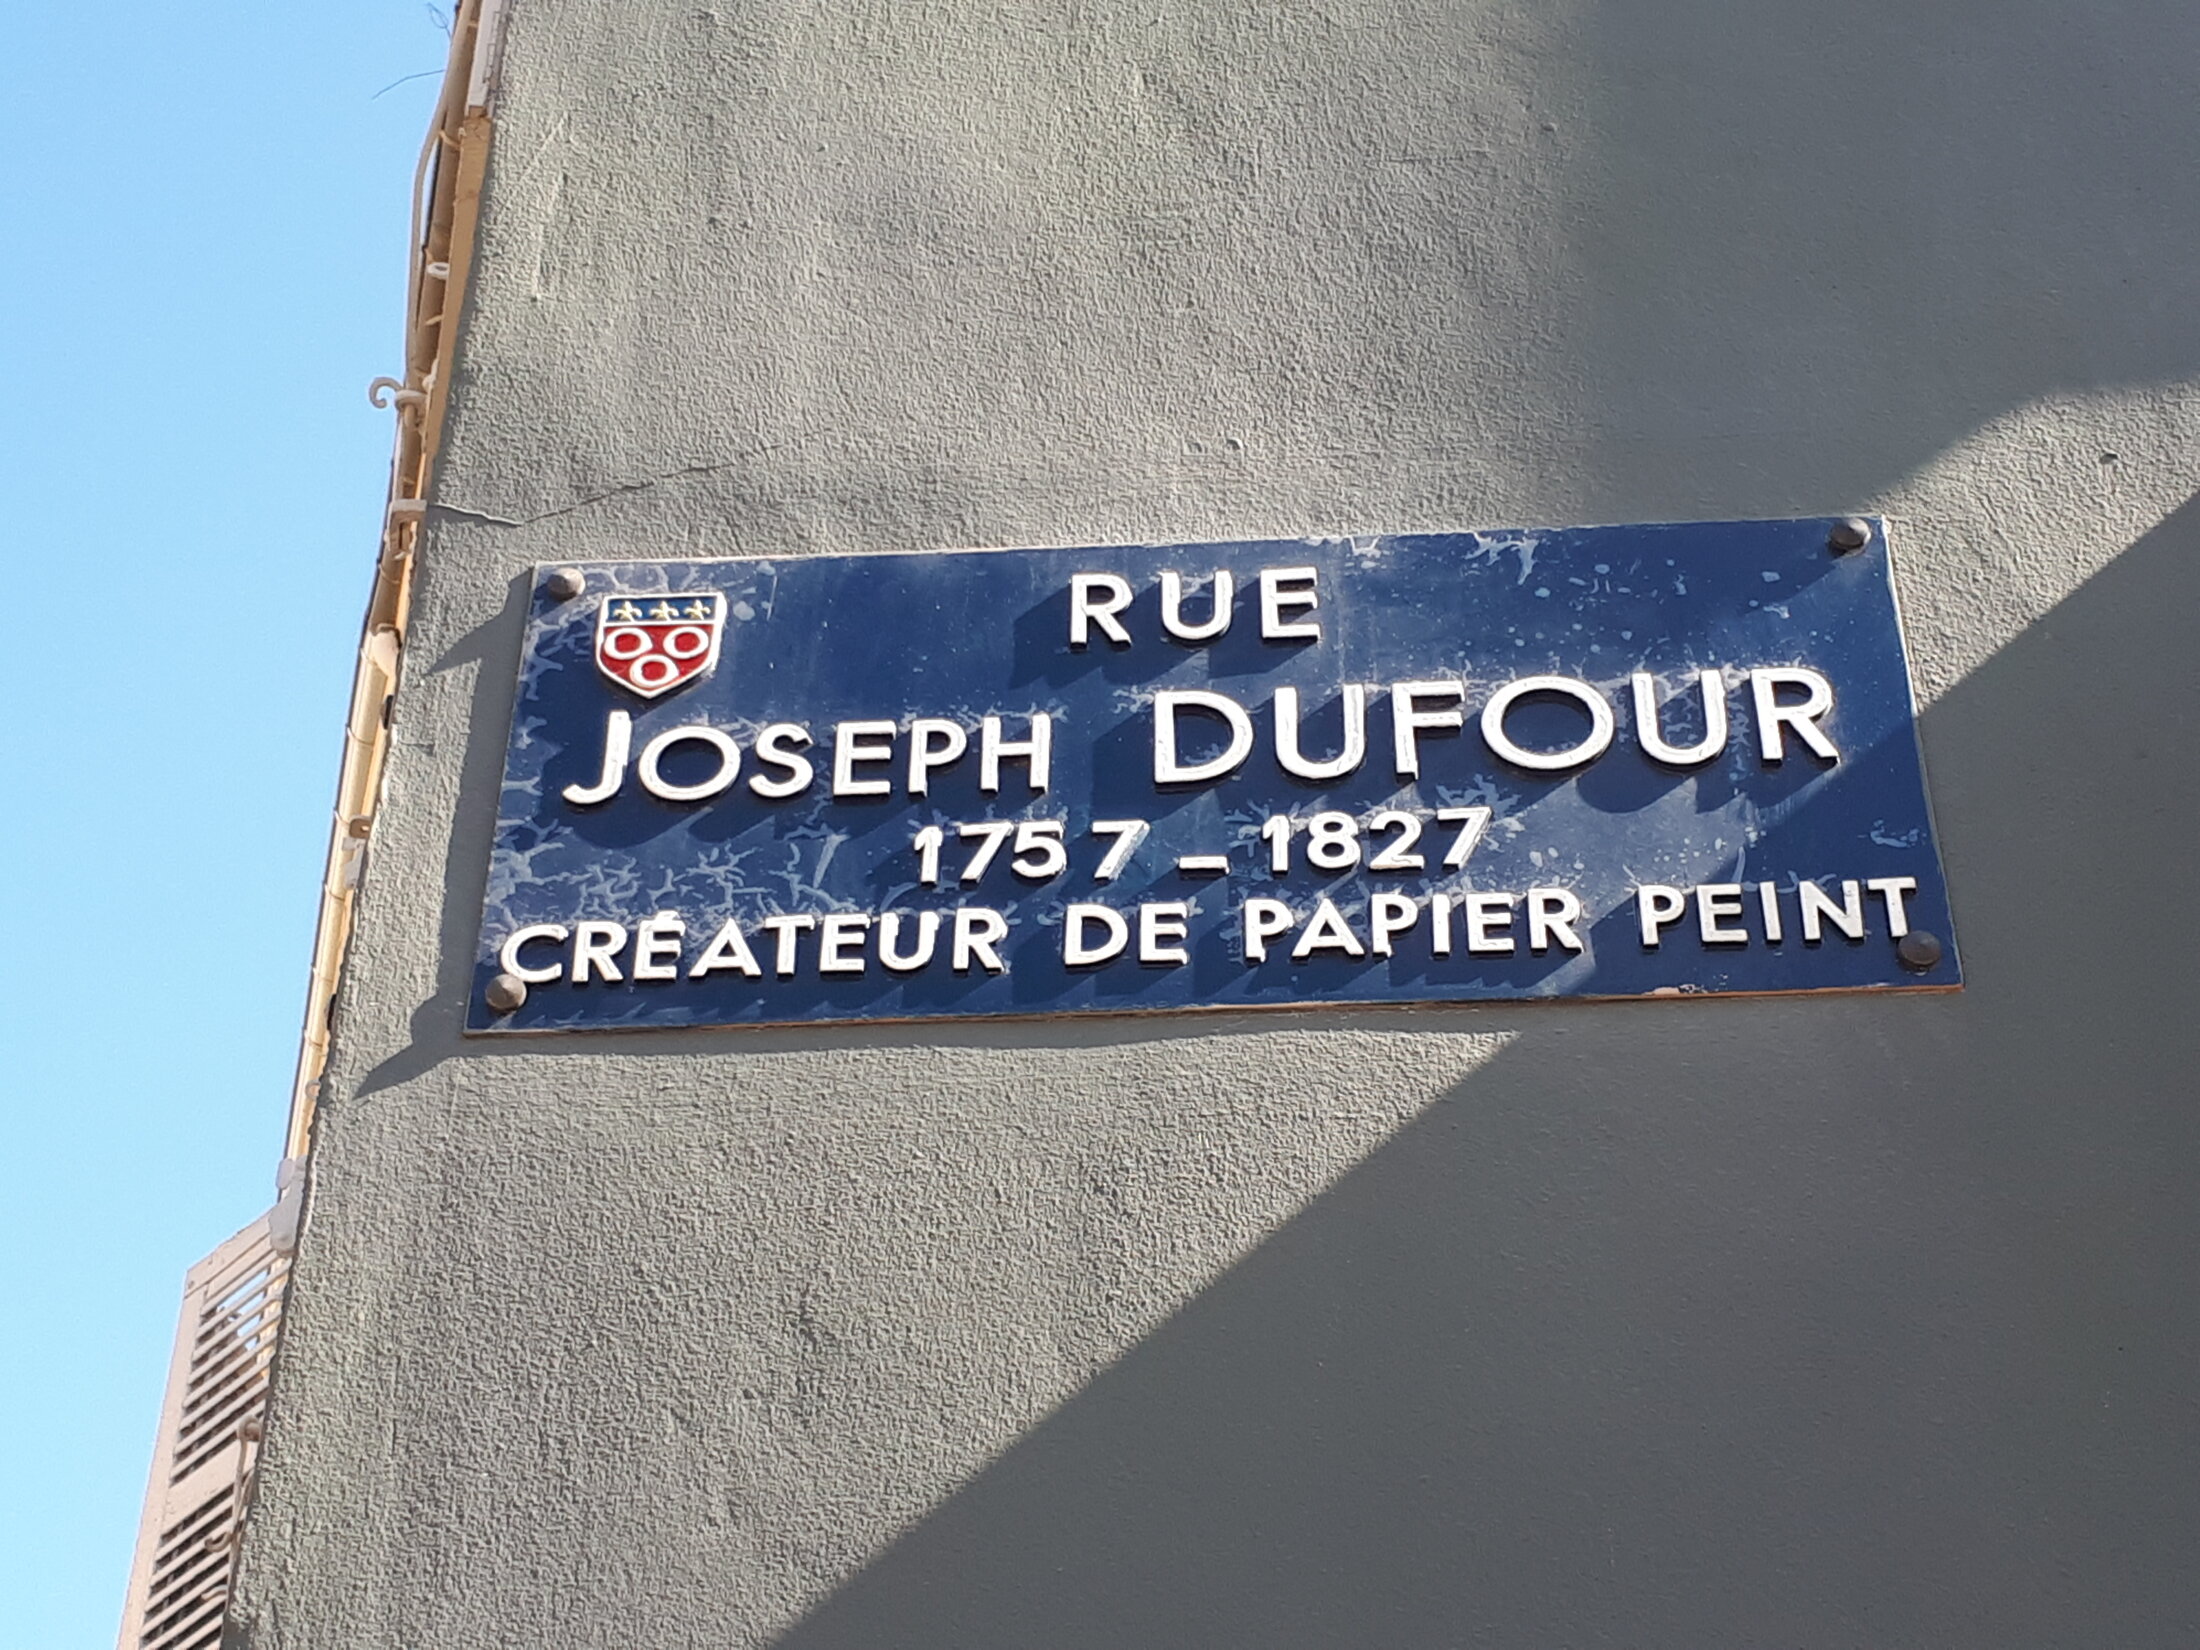 RUE
JOSEPH DUFOUR
1757 - 1827
CRÉATEUR DE PAPIER PEINT